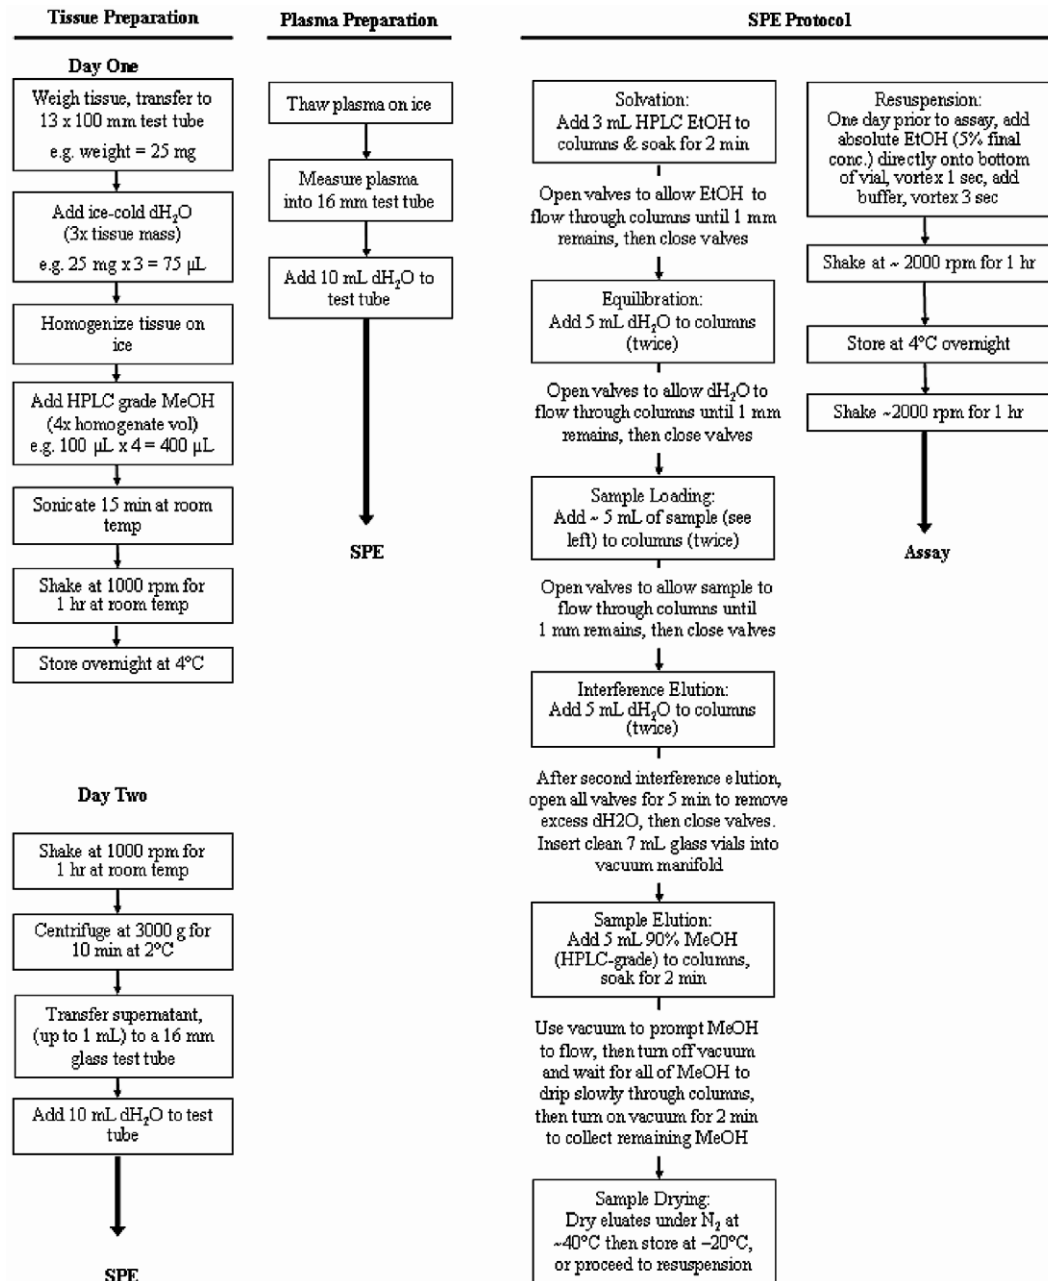 Tissue Preparation
Day One
Weigh tissue, transfer to
13 x 100 mm test tube
e.g. weight = 25 mg
Add ice-cold dH₂O
(3x tissue mass)
e.g. 25 mg x 3 = 75 µL
Homogenize tissue on
ice
Add HPLC grade MeOH
(4x homogenate vol)
e.g. 100 µL x 4 = 400 µL
Sonicate 15 min at room
temp
Shake at 1000 rpm for
1 hr at room temp
Store overnight at 4°C
Day Two
Shake at 1000 rpm for
1 hr at room temp
Centrifuge at 3000 g for
10 min at 2°C
Transfer supernatant,
(up to 1 mL) to a 16 mm
glass test tube
Add 10 mL dH₂O to test
tube
SPE
Plasma Preparation
Thaw plasma on ice
Measure plasma
into 16 mm test tube
Add 10 mL dH₂O to
test tube
SPE
SPE Protocol
Solvation:
Add 3 mL HPLC EtOH to
columns & soak for 2 min
Open valves to allow EtOH to
flow through columns until 1 mm
remains, then close valves
Equilibration:
Add 5 mL dH₂O to columns
(twice)
Open valves to allow dH₂O to
flow through columns until 1 mm
remains, then close valves
Sample Loading:
Add ~ 5 mL of sample (see
left) to columns (twice)
Open valves to allow sample to
flow through columns until
1 mm remains, then close valves
Interference Elution:
Add 5 mL dH₂O to columns
(twice)
After second interference elution,
open all valves for 5 min to remove
excess dH2O, then close valves.
Insert clean 7 mL glass vials into
vacuum manifold
Sample Elution:
Add 5 mL 90% MeOH
(HPLC-grade) to columns,
soak for 2 min
Use vacuum to prompt MeOH
to flow, then turn off vacuum
and wait for all of MeOH to
drip slowly through columns,
then turn on vacuum for 2 min
to collect remaining MeOH
Sample Drying:
Dry eluates under N₂ at
~40°C then store at –20°C,
or proceed to resuspension
Resuspension:
One day prior to assay, add
absolute EtOH (5% final
conc.) directly onto bottom
of vial, vortex 1 sec, add
buffer, vortex 3 sec
Shake at ~ 2000 rpm for 1 hr
Store at 4°C overnight
Shake ~2000 rpm for 1 hr
Assay